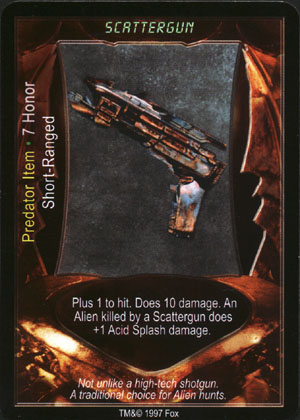 SCATTERGUN
Predator Item • 7 Honor
Short-Ranged
Plus 1 to hit. Does 10 damage. An
Alien killed by a Scattergun does
+1 Acid Splash damage.
Not unlike a high-tech shotgun.
A traditional choice for Alien hunts.
TM&© 1997 Fox